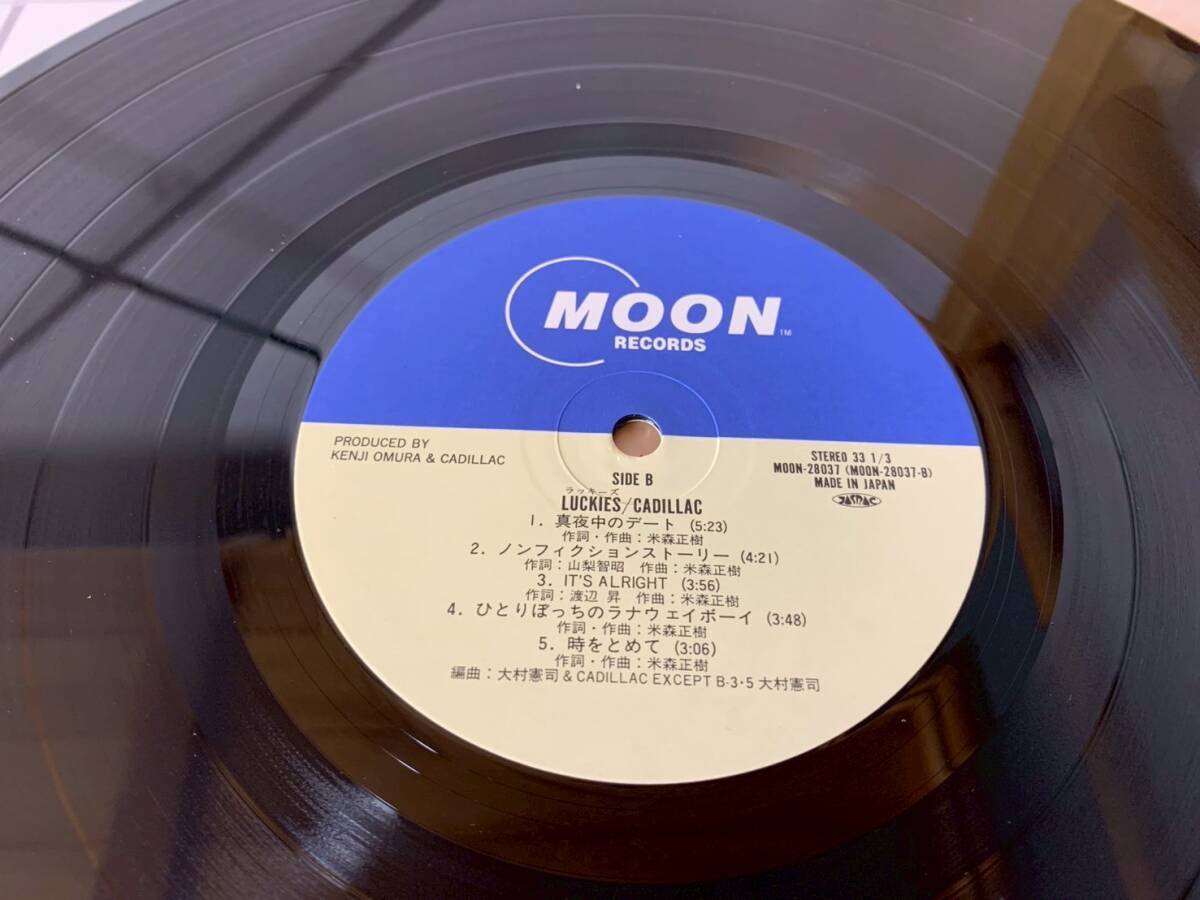 MOON
TM
RECORDS
PRODUCED BY
KENJI OMURA & CADILLAC
STEREO 33 1/3
MOON-28037 (MOON-28037-B)
MADE IN JAPAN
JASRAC
SIDE B
ラッキーズ
LUCKIES/CADILLAC
1. 真夜中のデート (5:23)
作詞・作曲：米森正樹
2. ノンフィクションストーリー (4:21)
作詞：山梨智昭 作曲：米森正樹
3. IT'S ALRIGHT (3:56)
作詞：渡辺 昇 作曲：米森正樹
4. ひとりぼっちのラナウェイボーイ (3:48)
作詞・作曲：米森正樹
5. 時をとめて (3:06)
作詞・作曲：米森正樹
編曲：大村憲司 & CADILLAC EXCEPT B-3・5 大村憲司